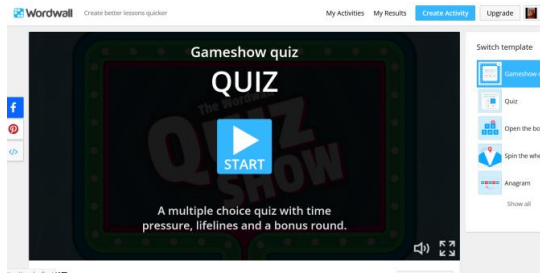 Wordwall Create better lessons quicker My Activities My Results Create Activity Upgrade
Gameshow quiz
QUIZ
The Wordwall
QUIZ
SHOW
START
A multiple choice quiz with time
pressure, lifelines and a bonus round.
Switch template
Gameshow
Quiz
Open the bo
Spin the whe
Anagram
Show all